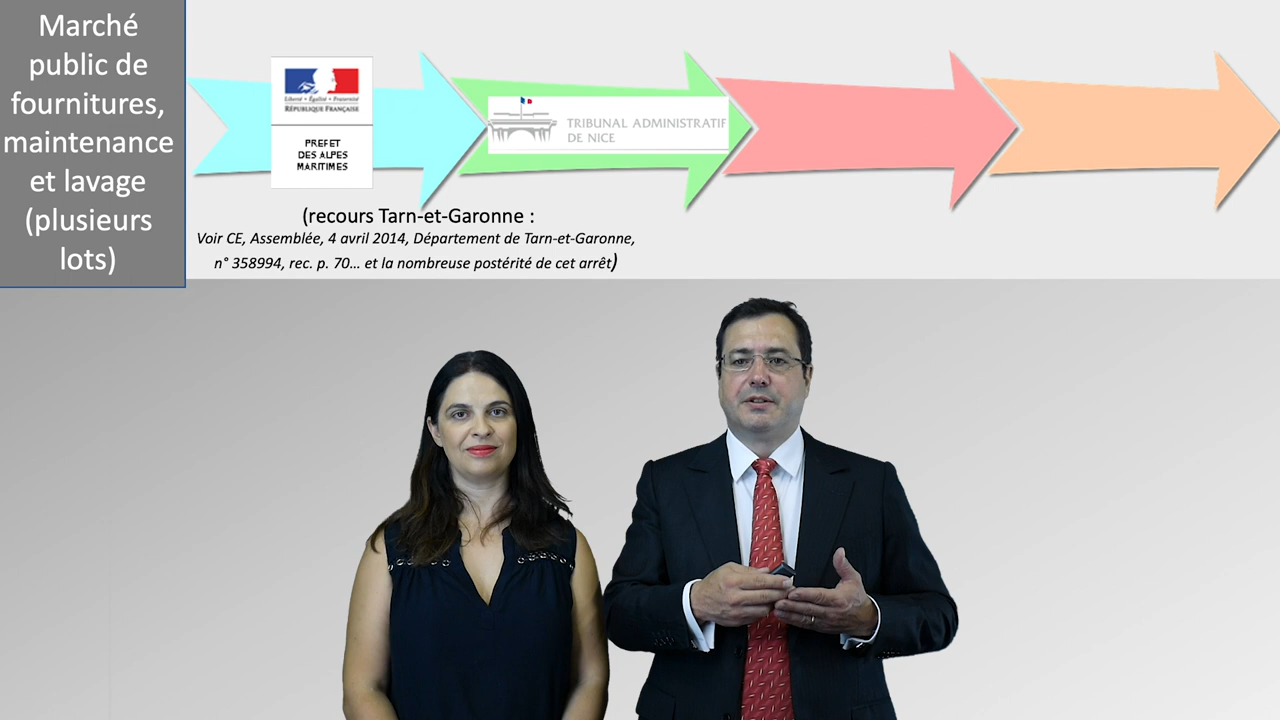 Marché
public de
fournitures,
maintenance
et lavage
(plusieurs
lots)
Liberté • Égalité • Fraternité
RÉPUBLIQUE FRANÇAISE
PREFET
DES ALPES
MARITIMES
TRIBUNAL ADMINISTRATIF
DE NICE
(recours Tarn-et-Garonne :
Voir CE, Assemblée, 4 avril 2014, Département de Tarn-et-Garonne,
n° 358994, rec. p. 70... et la nombreuse postérité de cet arrêt)